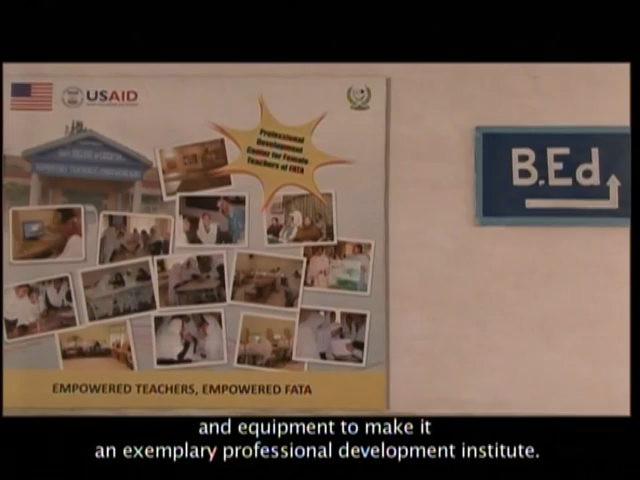 USAID
Professional
Development
Center for Female
Teachers of FATA
B.Ed
EMPOWERED TEACHERS, EMPOWERED FATA
and equipment to make it
an exemplary professional development institute.